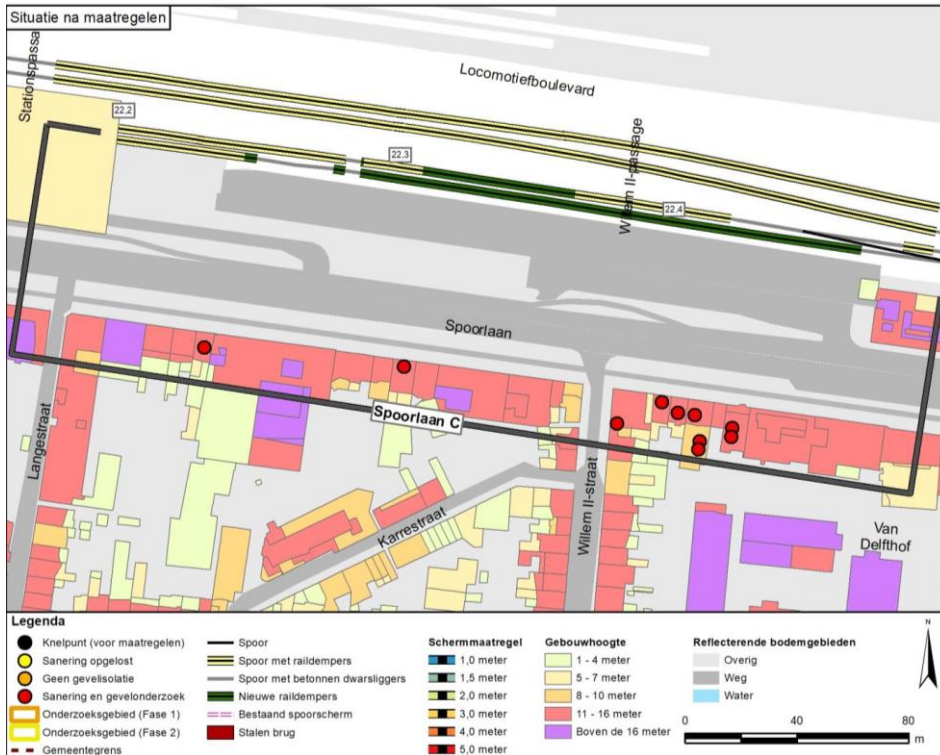 Situatie na maatregelen
Stationspassa
Locomotiefboulevard
22,2
22,3
Willem II-passage
22,4
Spoorlaan
Spoorlaan C
Langestraat
Karrestraat
Willem II-straat
Van
Delfthof
Legenda
Knelpunt (voor maatregelen)
Sanering opgelost
Geen gevelisolatie
Sanering en gevelonderzoek
Onderzoeksgebied (Fase 1)
Onderzoeksgebied (Fase 2)
Gemeentegrens
Spoor
Spoor met raildempers
Spoor met betonnen dwarsliggers
Nieuwe raildempers
Bestaand spoorscherm
Stalen brug
Schermmaatregel
1,0 meter
1,5 meter
2,0 meter
3,0 meter
4,0 meter
5,0 meter
Gebouwhoogte
1 - 4 meter
5 - 7 meter
8 - 10 meter
11 - 16 meter
Boven de 16 meter
Reflecterende bodemgebieden
Overig
Weg
Water
N
0 40 80
m